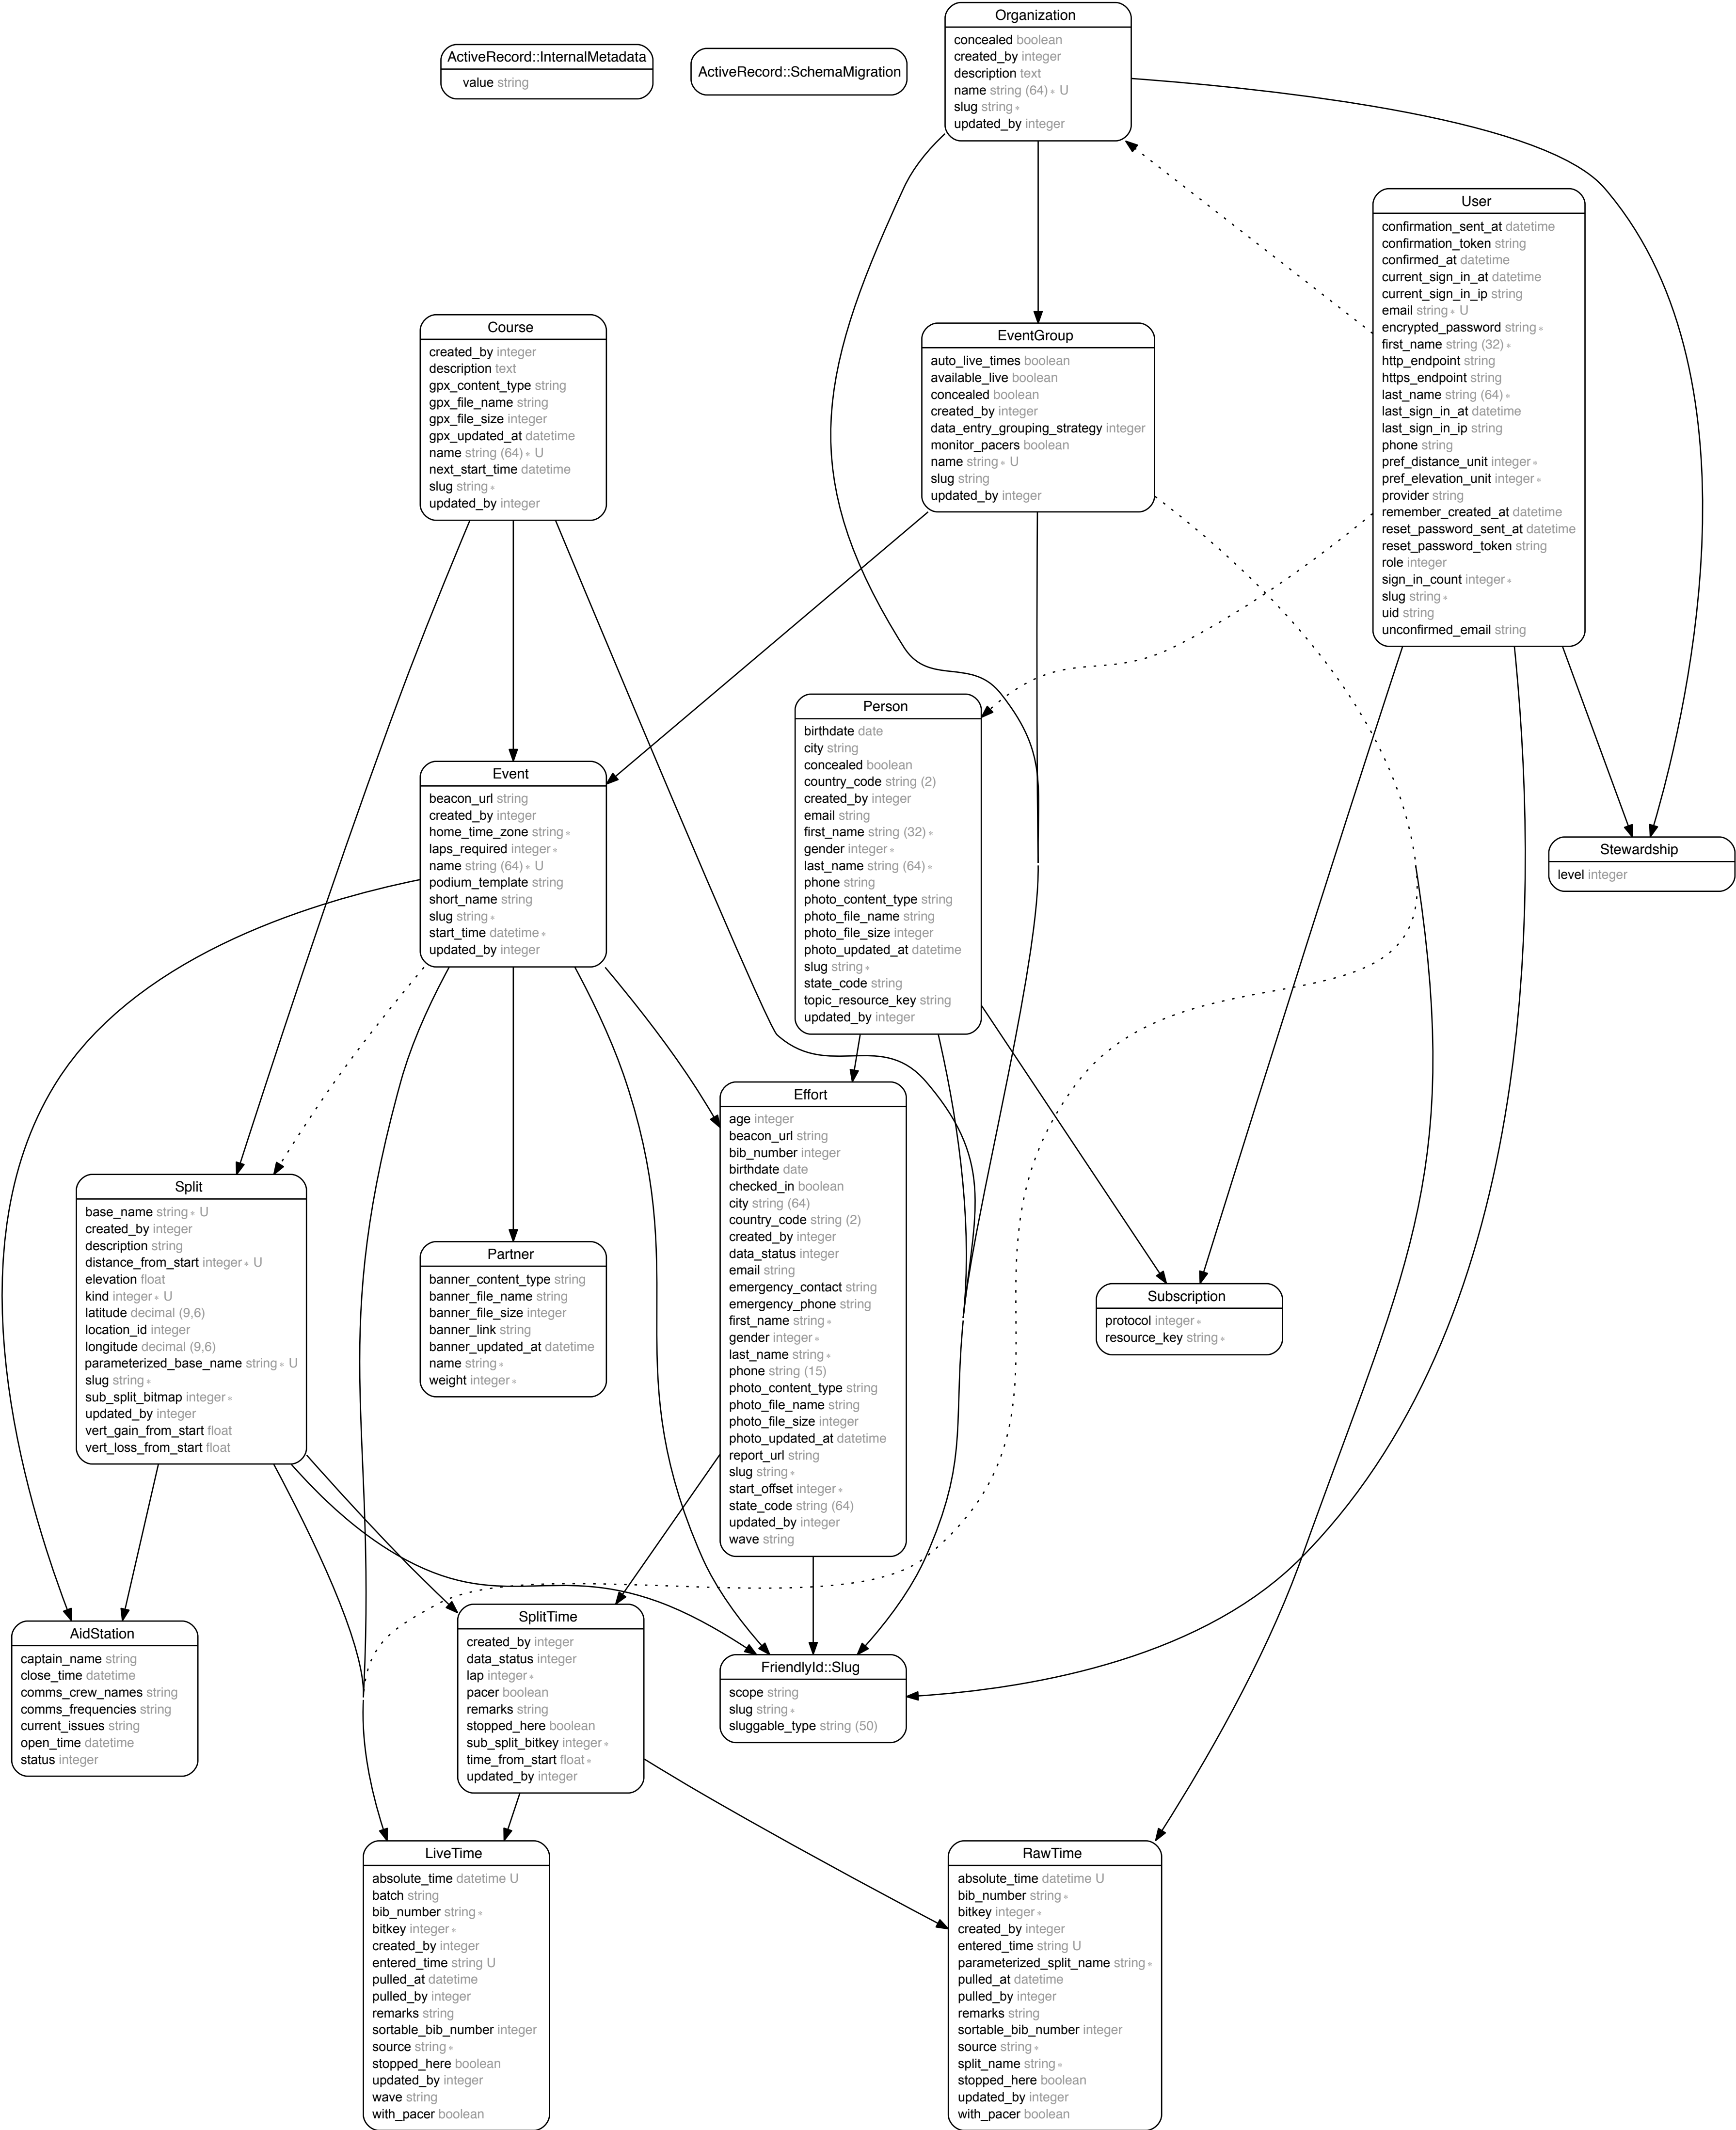 Organization
concealed boolean
created_by integer
description text
name string (64)∗ U
slug string∗
updated_by integer
ActiveRecord::InternalMetadata
value string
ActiveRecord::SchemaMigration
User
confirmation_sent_at datetime
confirmation_token string
confirmed_at datetime
current_sign_in_at datetime
current_sign_in_ip string
email string∗ U
encrypted_password string∗
first_name string (32)∗
http_endpoint string
https_endpoint string
last_name string (64)∗
last_sign_in_at datetime
last_sign_in_ip string
phone string
pref_distance_unit integer∗
pref_elevation_unit integer∗
provider string
remember_created_at datetime
reset_password_sent_at datetime
reset_password_token string
role integer
sign_in_count integer∗
slug string∗
uid string
unconfirmed_email string
Course
created_by integer
description text
gpx_content_type string
gpx_file_name string
gpx_file_size integer
gpx_updated_at datetime
name string (64)∗ U
next_start_time datetime
slug string∗
updated_by integer
EventGroup
auto_live_times boolean
available_live boolean
concealed boolean
created_by integer
data_entry_grouping_strategy integer
monitor_pacers boolean
name string∗ U
slug string
updated_by integer
Person
birthdate date
city string
concealed boolean
country_code string (2)
created_by integer
email string
first_name string (32)∗
gender integer∗
last_name string (64)∗
phone string
photo_content_type string
photo_file_name string
photo_file_size integer
photo_updated_at datetime
slug string∗
state_code string
topic_resource_key string
updated_by integer
Event
beacon_url string
created_by integer
home_time_zone string∗
laps_required integer∗
name string (64)∗ U
podium_template string
short_name string
slug string∗
start_time datetime∗
updated_by integer
Stewardship
level integer
Effort
age integer
beacon_url string
bib_number integer
birthdate date
checked_in boolean
city string (64)
country_code string (2)
created_by integer
data_status integer
email string
emergency_contact string
emergency_phone string
first_name string∗
gender integer∗
last_name string∗
phone string (15)
photo_content_type string
photo_file_name string
photo_file_size integer
photo_updated_at datetime
report_url string
slug string∗
start_offset integer∗
state_code string (64)
updated_by integer
wave string
Split
base_name string∗ U
created_by integer
description string
distance_from_start integer∗ U
elevation float
kind integer∗ U
latitude decimal (9,6)
location_id integer
longitude decimal (9,6)
parameterized_base_name string∗ U
slug string∗
sub_split_bitmap integer∗
updated_by integer
vert_gain_from_start float
vert_loss_from_start float
Partner
banner_content_type string
banner_file_name string
banner_file_size integer
banner_link string
banner_updated_at datetime
name string∗
weight integer∗
Subscription
protocol integer∗
resource_key string∗
AidStation
captain_name string
close_time datetime
comms_crew_names string
comms_frequencies string
current_issues string
open_time datetime
status integer
SplitTime
created_by integer
data_status integer
lap integer∗
pacer boolean
remarks string
stopped_here boolean
sub_split_bitkey integer∗
time_from_start float∗
updated_by integer
FriendlyId::Slug
scope string
slug string∗
sluggable_type string (50)
LiveTime
absolute_time datetime U
batch string
bib_number string∗
bitkey integer∗
created_by integer
entered_time string U
pulled_at datetime
pulled_by integer
remarks string
sortable_bib_number integer
source string∗
stopped_here boolean
updated_by integer
wave string
with_pacer boolean
RawTime
absolute_time datetime U
bib_number string∗
bitkey integer∗
created_by integer
entered_time string U
parameterized_split_name string∗
pulled_at datetime
pulled_by integer
remarks string
sortable_bib_number integer
source string∗
split_name string∗
stopped_here boolean
updated_by integer
with_pacer boolean